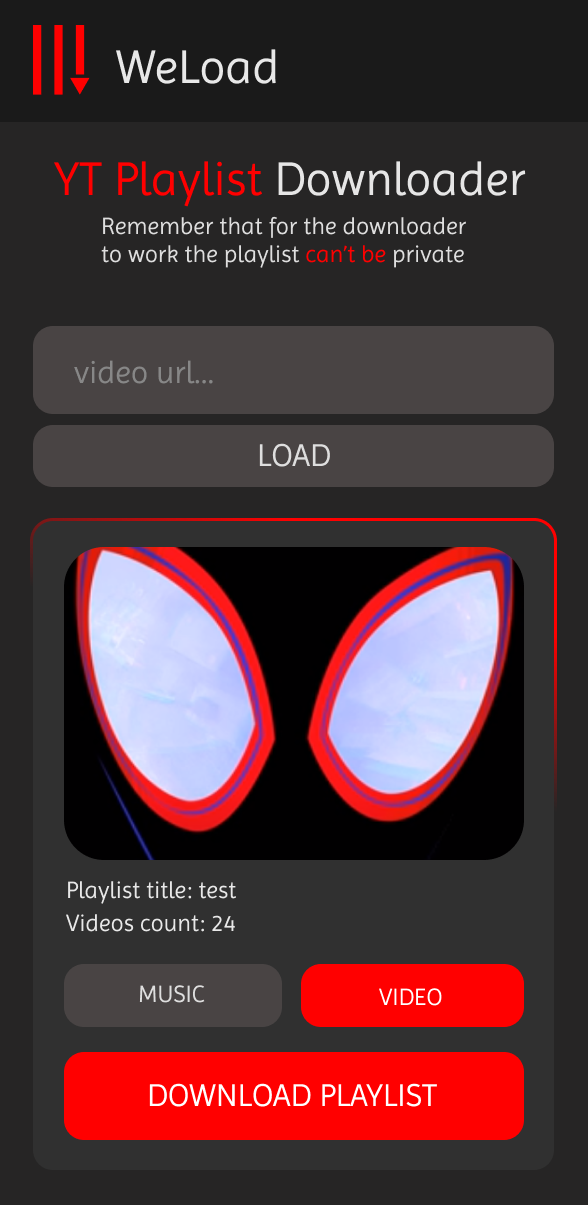 WeLoad
YT Playlist Downloader
Remember that for the downloader
to work the playlist can't be private
video url...
LOAD
Playlist title: test
Videos count: 24
MUSIC
VIDEO
DOWNLOAD PLAYLIST